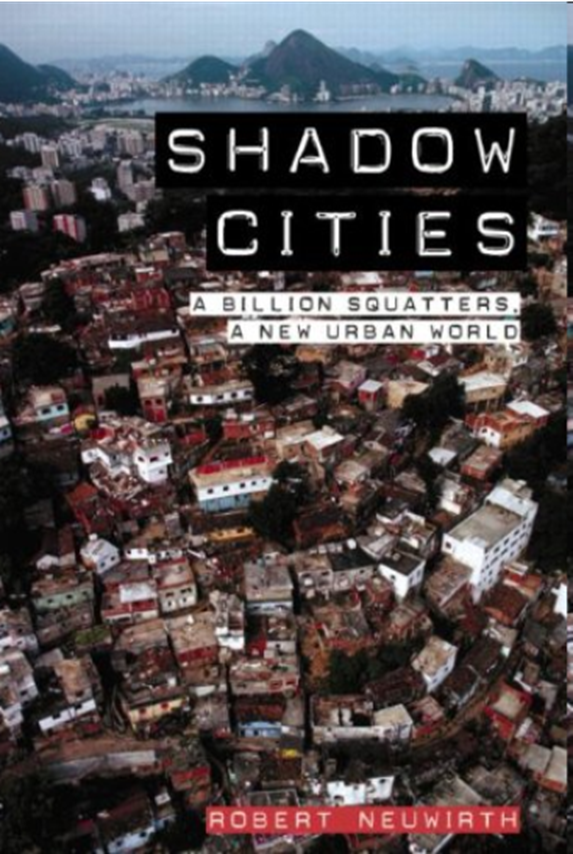 SHADOW
CITIES
A BILLION SQUATTERS,
A NEW URBAN WORLD
ROBERT NEUWIRTH